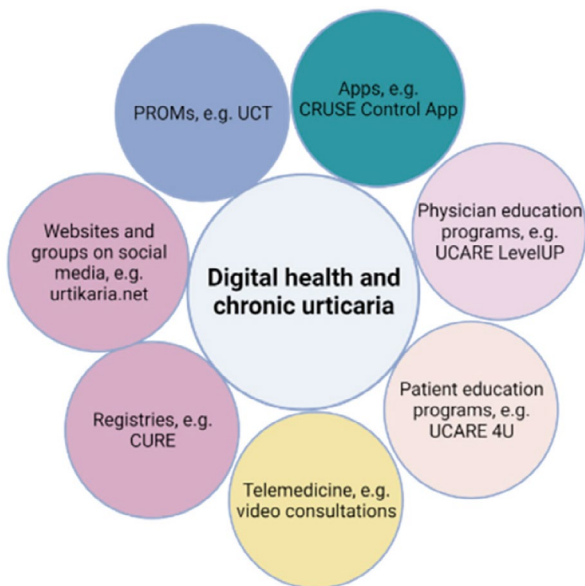 PROMs, e.g. UCT
Apps, e.g.
CRUSE Control App
Physician education
programs, e.g.
UCARE LevelUP
Patient education
programs, e.g.
UCARE 4U
Telemedicine, e.g.
video consultations
Registries, e.g.
CURE
Websites and
groups on social
media, e.g.
urtikaria.net
Digital health and
chronic urticaria